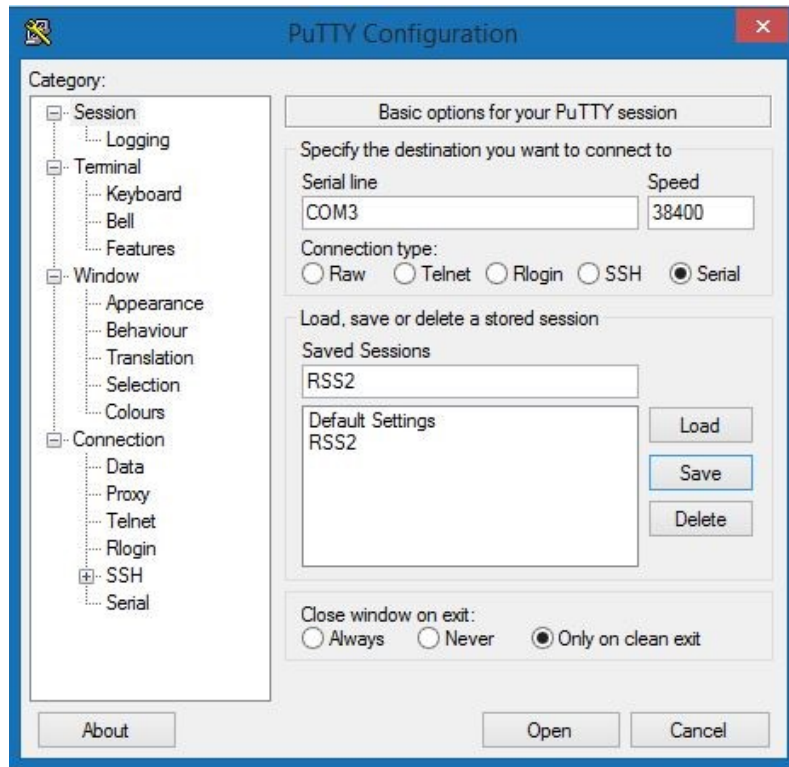 PuTTY Configuration
Category:
Session
Logging
Terminal
Keyboard
Bell
Features
Window
Appearance
Behaviour
Translation
Selection
Colours
Connection
Data
Proxy
Telnet
Rlogin
SSH
Serial
Basic options for your PuTTY session
Specify the destination you want to connect to
Serial line Speed
COM3 38400
Connection type:
Raw Telnet Rlogin SSH Serial
Load, save or delete a stored session
Saved Sessions
RSS2
Default Settings
RSS2
Load
Save
Delete
Close window on exit:
Always Never Only on clean exit
About Open Cancel